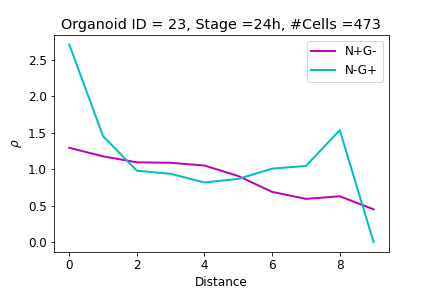 Organoid ID = 23, Stage =24h, #Cells =473
N+G-
N-G+
ρ
2.5
2.0
1.5
1.0
0.5
0.0
0 2 4 6 8
Distance